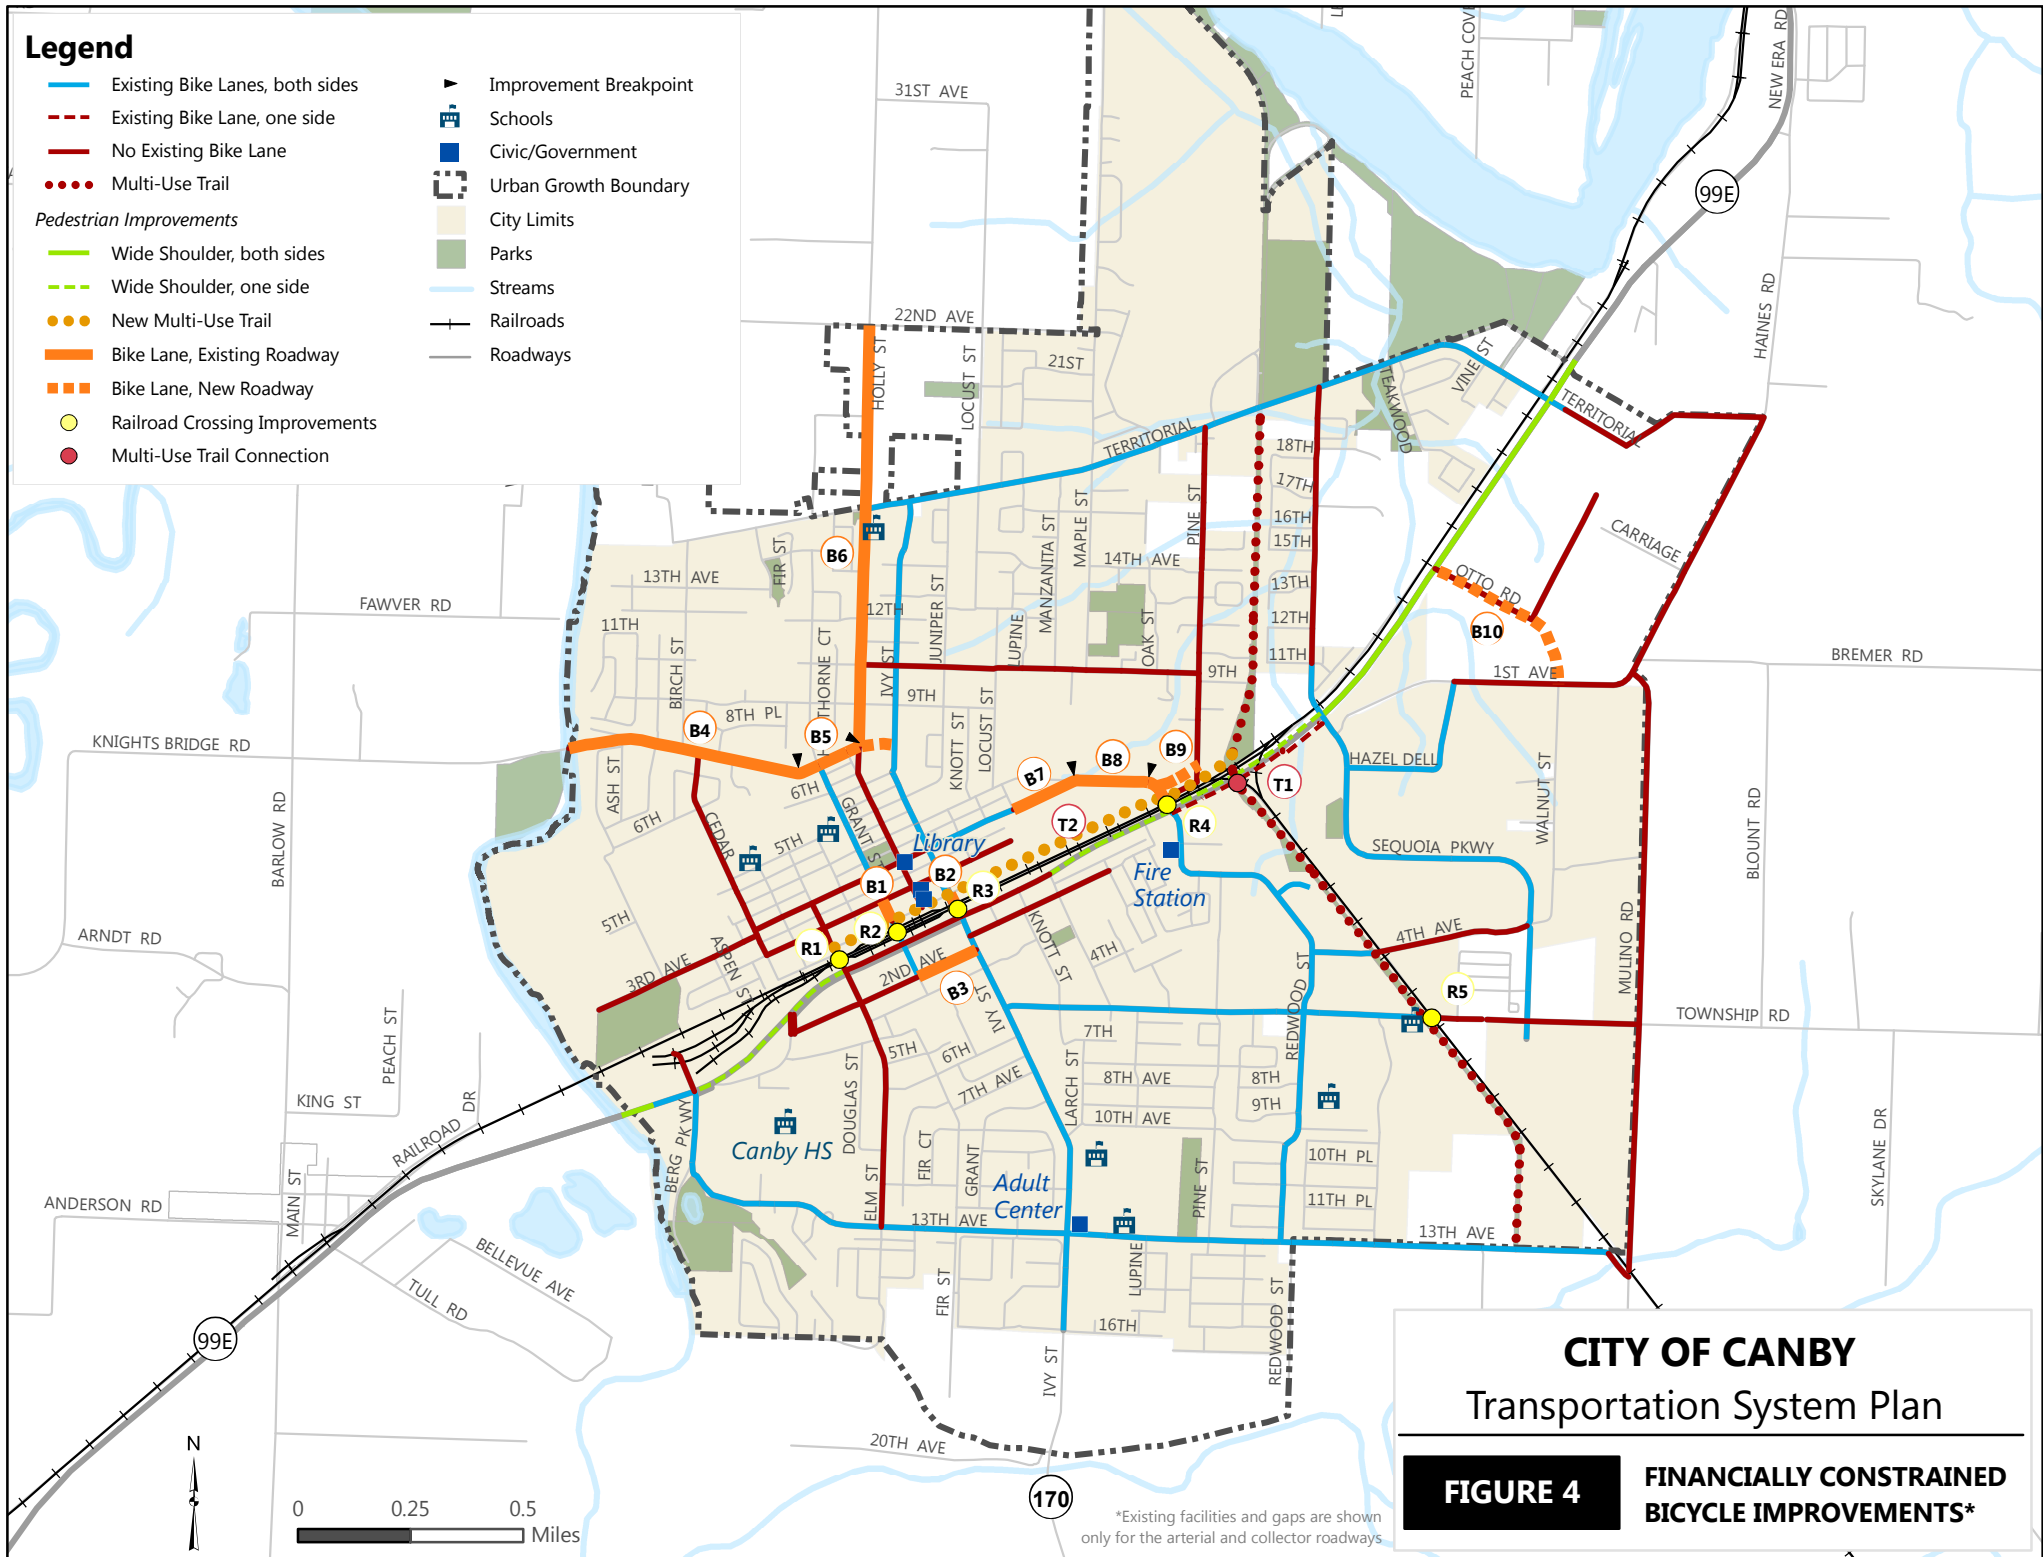 Legend
Existing Bike Lanes, both sides
Existing Bike Lane, one side
No Existing Bike Lane
Multi-Use Trail
Pedestrian Improvements
Wide Shoulder, both sides
Wide Shoulder, one side
New Multi-Use Trail
Bike Lane, Existing Roadway
Bike Lane, New Roadway
Railroad Crossing Improvements
Multi-Use Trail Connection
Improvement Breakpoint
Schools
Civic/Government
Urban Growth Boundary
City Limits
Parks
Streams
Railroads
Roadways
31ST AVE
PEACH COV
NEW ERA RD
99E
HAINES RD
22ND AVE
HOLLY ST
LOCUST ST
21ST
TEAKWOOD
VINE ST
TERRITORIAL
TERRITORIAL
18TH
17TH
16TH
15TH
13TH
12TH
11TH
PINE ST
MAPLE ST
MANZANITA ST
14TH AVE
CARRIAGE
OTTO RD
B10
B6
FIR ST
13TH AVE
FAWVER RD
11TH
12TH
JUNIPER ST
LUPINE
OAK ST
BIRCH ST
THORNE CT
IVY ST
9TH
9TH
1ST AVE
BREMER RD
8TH PL
B4
B5
KNIGHTS BRIDGE RD
KNOTT ST
LOCUST ST
B7
B8
B9
T1
HAZEL DELL
ASH ST
6TH
6TH
CEDAR
5TH
GRANT ST
Library
T2
R4
WALNUT ST
BLOUNT RD
BARLOW RD
SEQUOIA PKWY
Fire
Station
B1
B2
R3
R2
R1
5TH
3RD AVE
ASPEN ST
2ND AVE
B3
KNOTT ST
4TH
4TH AVE
MULINO RD
ARNDT RD
R5
TOWNSHIP RD
IVY ST
7TH
REDWOOD ST
PEACH ST
KING ST
RAILROAD DR
5TH
6TH
7TH AVE
DOUGLAS ST
LARCH ST
8TH AVE
10TH AVE
8TH
9TH
BERG PKWY
Canby HS
FIR CT
GRANT
10TH PL
11TH PL
SKYLANE DR
ANDERSON RD
MAIN ST
ELM ST
Adult
Center
13TH AVE
PINE ST
13TH AVE
BELLEVUE AVE
TULL RD
FIR ST
LUPINE
REDWOOD ST
16TH
IVY ST
99E
20TH AVE
170
N
0
0.25
0.5
Miles
*Existing facilities and gaps are shown
only for the arterial and collector roadways
CITY OF CANBY
Transportation System Plan
FIGURE 4
FINANCIALLY CONSTRAINED
BICYCLE IMPROVEMENTS*